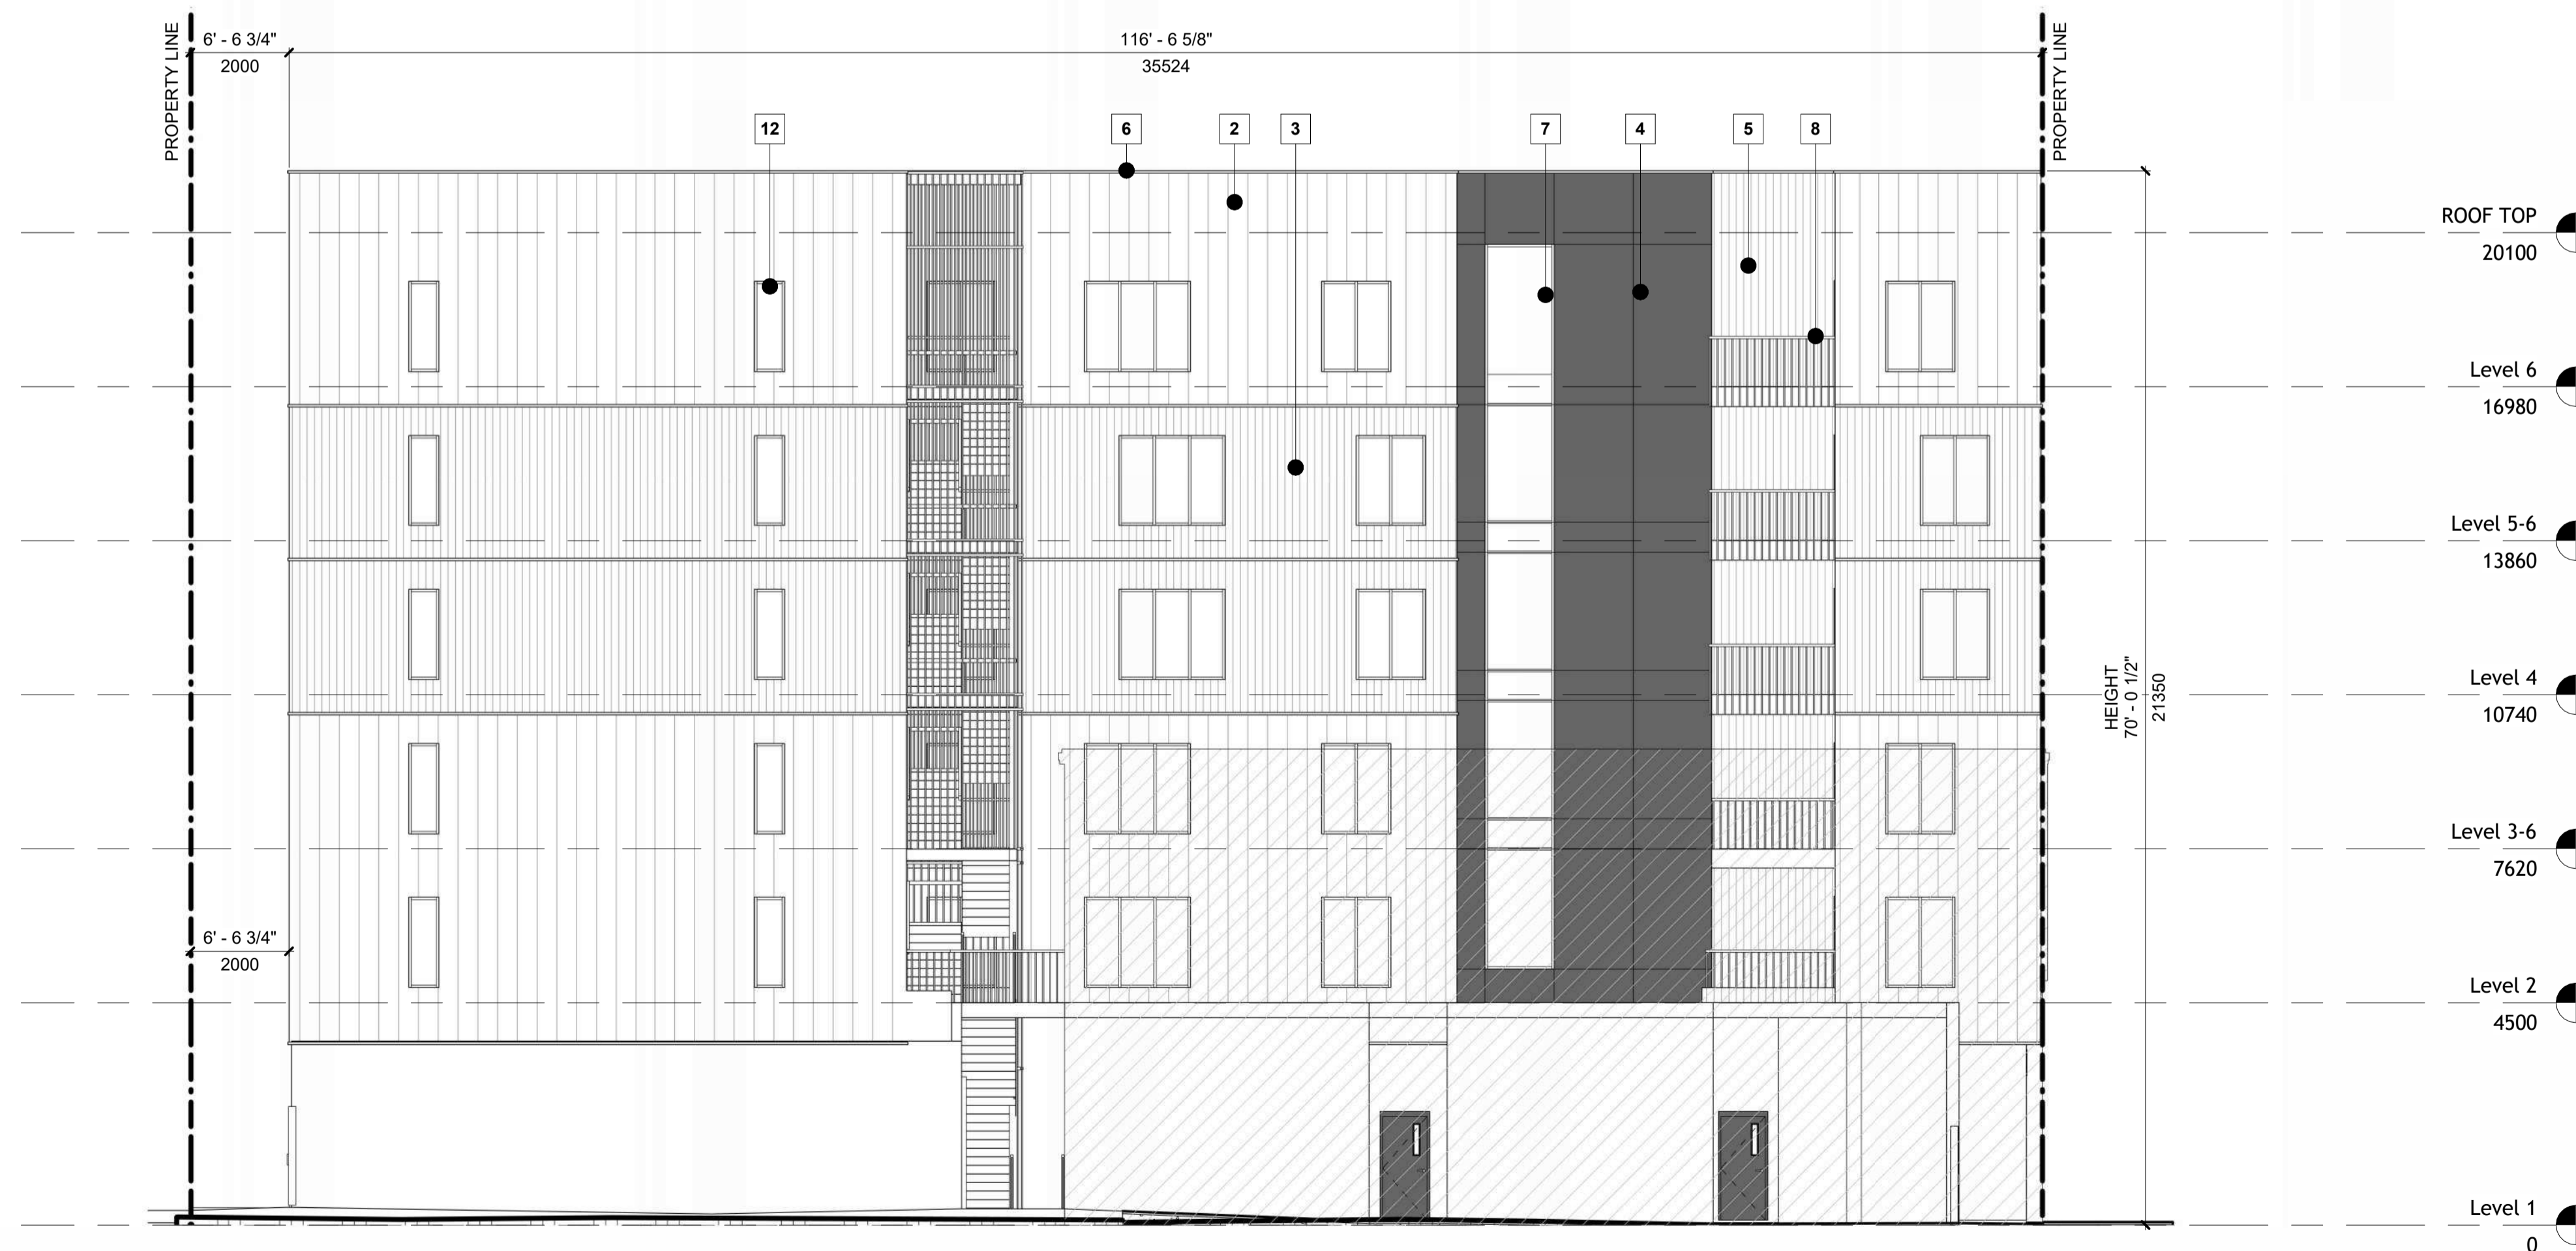 PROPERTY LINE
6' - 6 3/4"
2000
116' - 6 5/8"
35524
PROPERTY LINE
12
6
2
3
7
4
5
8
ROOF TOP
20100
Level 6
16980
Level 5-6
13860
Level 4
10740
HEIGHT
70' - 0 1/2"
21350
Level 3-6
7620
6' - 6 3/4"
2000
Level 2
4500
Level 1
0